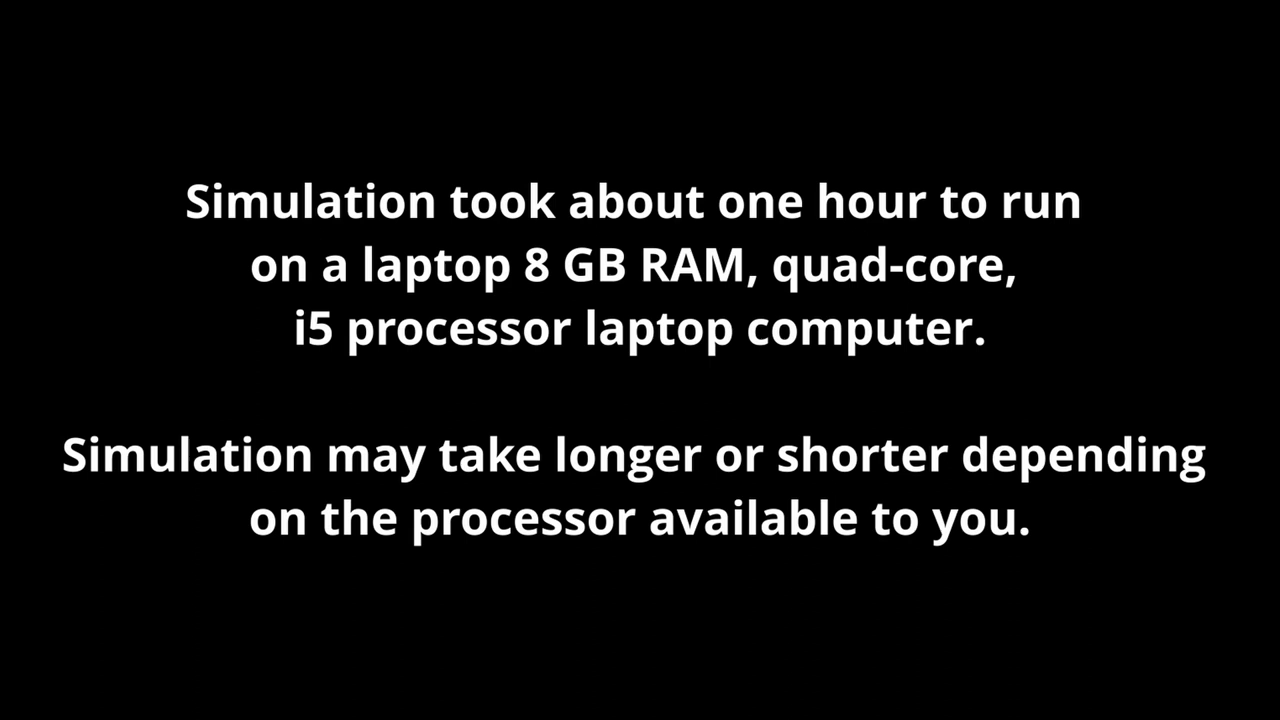 Simulation took about one hour to run
on a laptop 8 GB RAM, quad-core,
i5 processor laptop computer.
Simulation may take longer or shorter depending
on the processor available to you.